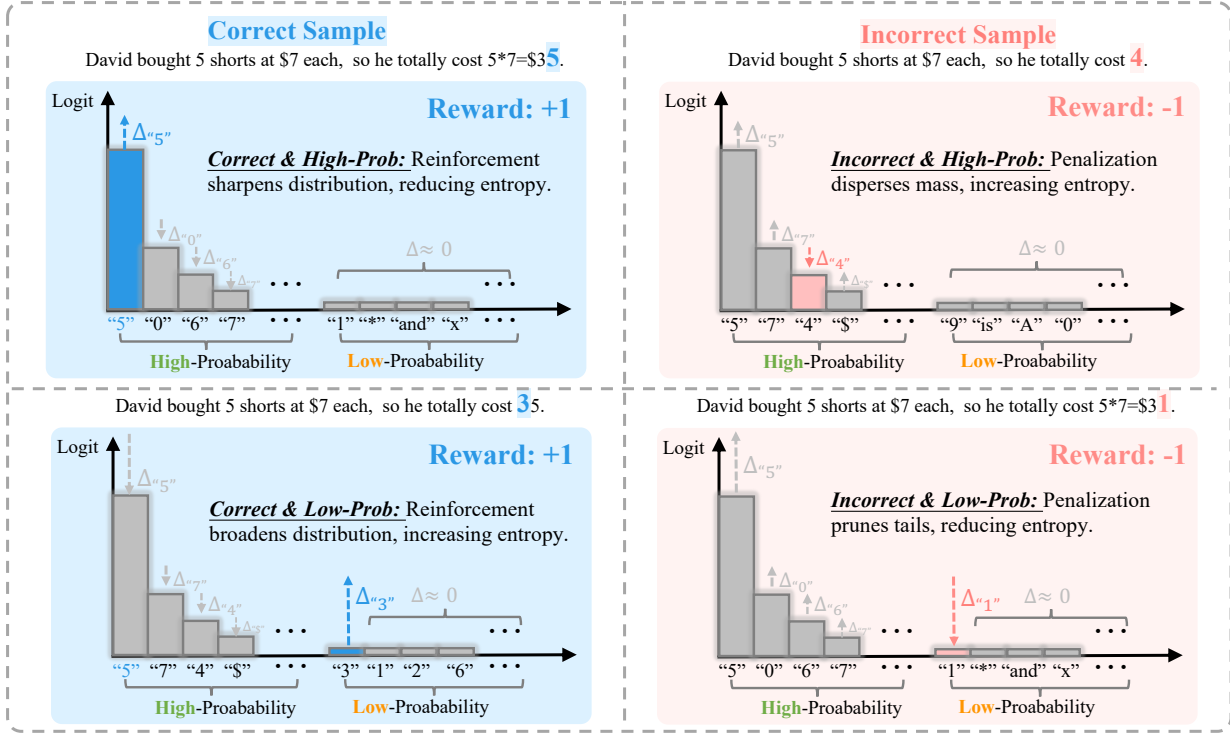 Correct Sample
David bought 5 shorts at $7 each, so he totally cost 5*7=$35.
Logit
Reward: +1
Δ“5”
Correct & High-Prob: Reinforcement
sharpens distribution, reducing entropy.
Δ“0”
Δ“6”
Δ“7”
Δ≈ 0
...
...
“5” “0” “6” “7” ... “1” “*” “and” “x” ...
High-Proabability
Low-Probability
Incorrect Sample
David bought 5 shorts at $7 each, so he totally cost 4.
Logit
Reward: -1
Δ“5”
Incorrect & High-Prob: Penalization
disperses mass, increasing entropy.
Δ“7”
Δ“4”
Δ≈ 0
...
...
“5” “7” “4” “$” ... “9” “is” “A” “0” ...
High-Proabability
Low-Probability
David bought 5 shorts at $7 each, so he totally cost 35.
Logit
Reward: +1
Δ“5”
Correct & Low-Prob: Reinforcement
broadens distribution, increasing entropy.
Δ“7”
Δ“4”
Δ“3”
Δ≈ 0
...
...
“5” “7” “4” “$” ... “3” “1” “2” “6” ...
High-Proabability
Low-Probability
David bought 5 shorts at $7 each, so he totally cost 5*7=$31.
Logit
Reward: -1
Δ“5”
Incorrect & Low-Prob: Penalization
prunes tails, reducing entropy.
Δ“0”
Δ“6”
Δ“7”
Δ“1”
Δ≈ 0
...
...
“5” “0” “6” “7” ... “1” “*” “and” “x” ...
High-Proabability
Low-Probability